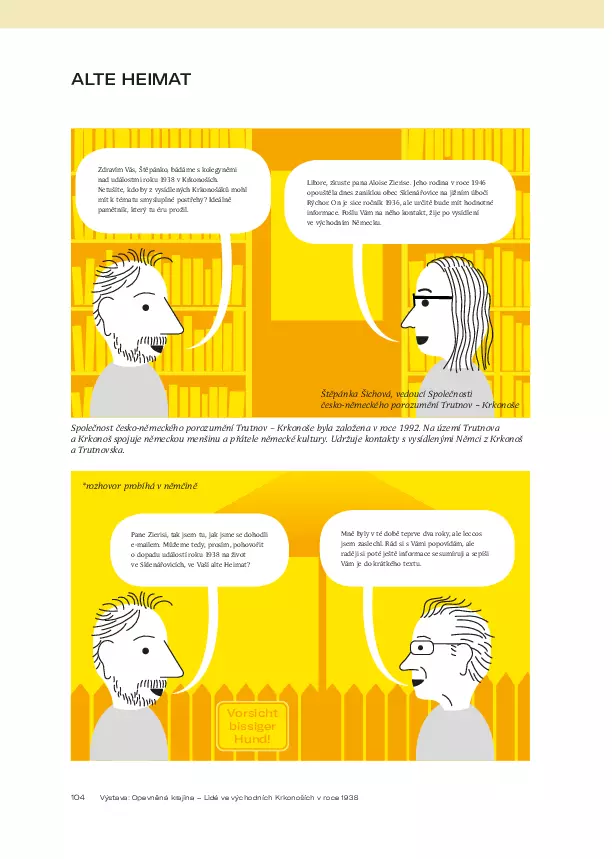 ALTE HEIMAT
Zdravím Vás, Štěpánko, bádáme s kolegyněmi
nad událostmi roku 1938 v Krkonoších.
Netušíte, kdo by z vysídlených Krkonošáků mohl
mít k tématu smysluplné postřehy? Ideálně
pamětník, který tu éru prožil.
Libore, zkuste pana Aloise Zierise. Jeho rodina v roce 1946
opouštěla dnes zaniklou obec Sklenářovice na jižním úbočí
Rýchor. On je sice ročník 1936, ale určitě bude mít hodnotné
informace. Pošlu Vám na něho kontakt, žije po vysídlení
ve východním Německu.
Štěpánka Šichová, vedoucí Společnosti
česko-německého porozumění Trutnov – Krkonoše
Společnost česko-německého porozumění Trutnov – Krkonoše byla založena v roce 1992. Na území Trutnova
a Krkonoš spojuje německou menšinu a přátele německé kultury. Udržuje kontakty s vysídlenými Němci z Krkonoš
a Trutnovska.
*rozhovor probíhá v němčině
Pane Zierisi, tak jsem tu, jak jsme se dohodli
e-mailem. Můžeme tedy, prosím, pohovořit
o dopadu událostí roku 1938 na život
ve Sklenářovicích, ve Vaší alte Heimat?
Mně byly v té době teprve dva roky, ale leccos
jsem zaslechl. Rád si s Vámi popovídám, ale
raději si poté ještě informace sesumíruji a sepíši
Vám je do krátkého textu.
Vorsicht
bissiger
Hund!
104 Výstava: Opevněná krajina – Lidé ve východních Krkonoších v roce 1938